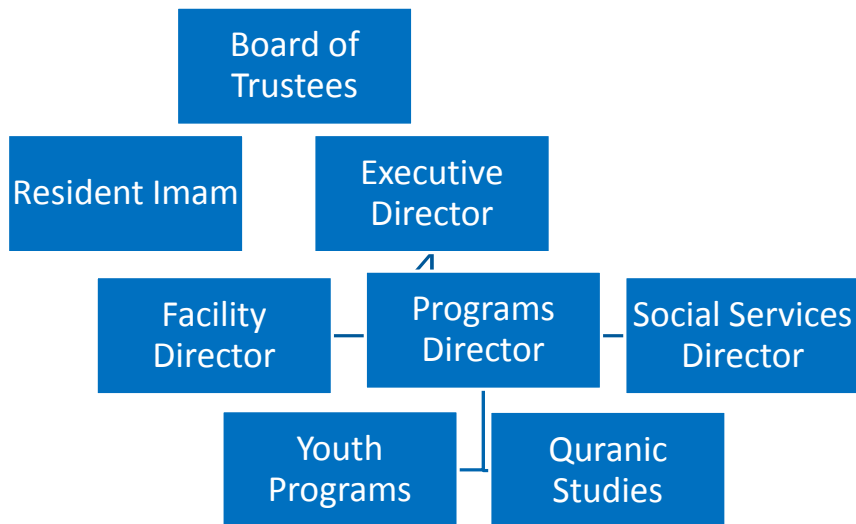 Board of
Trustees
Resident Imam
Executive
Director
Facility
Director
Programs
Director
Social Services
Director
Youth
Programs
Quranic
Studies